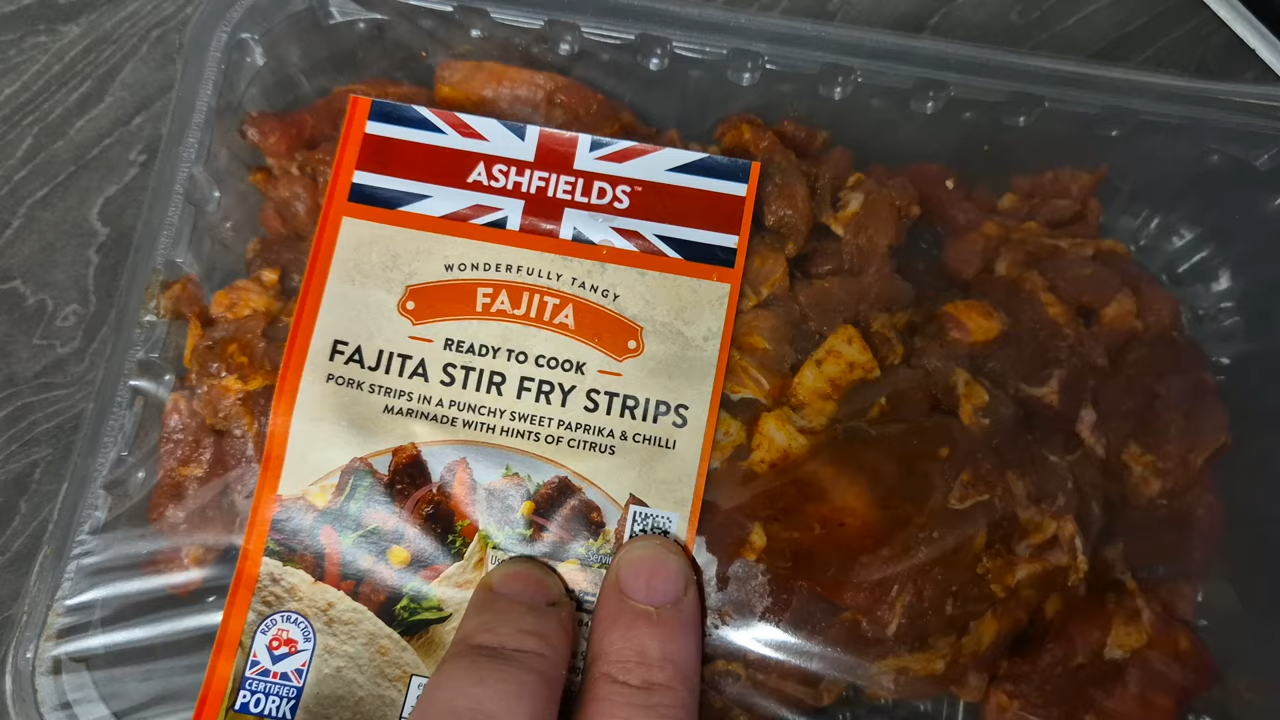 ASHFIELDS™
WONDERFULLY TANGY
FAJITA
READY TO COOK
FAJITA STIR FRY STRIPS
PORK STRIPS IN A PUNCHY SWEET PAPRIKA & CHILLI
MARINADE WITH HINTS OF CITRUS
RED TRACTOR
CERTIFIED
PORK